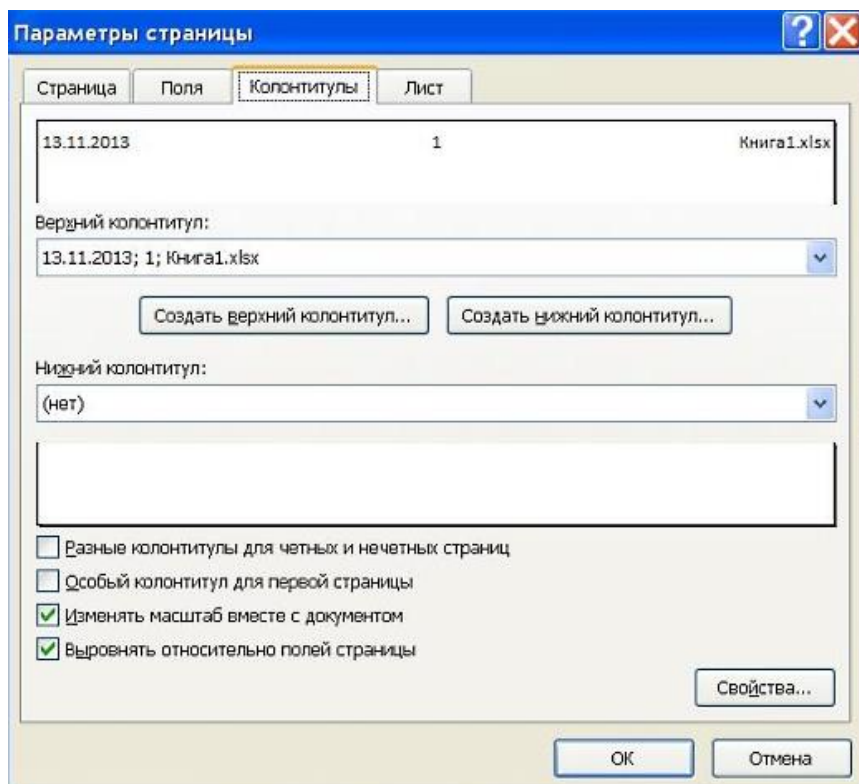 Параметры страницы
Страница Поля Колонтитулы Лист
13.11.2013 1 Книга1.xlsx
Верхний колонтитул:
13.11.2013; 1; Книга1.xlsx
Создать верхний колонтитул... Создать нижний колонтитул...
Нижний колонтитул:
(нет)
Разные колонтитулы для четных и нечетных страниц
Особый колонтитул для первой страницы
Изменять масштаб вместе с документом
Выровнять относительно полей страницы
Свойства...
ОК Отмена